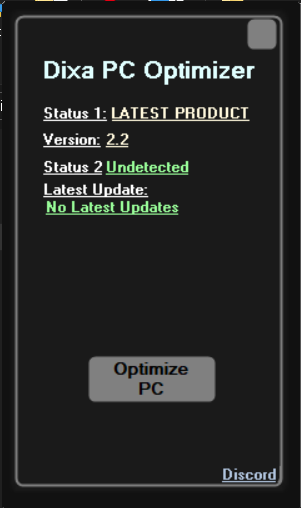 Dixa PC Optimizer
Status 1: LATEST PRODUCT
Version: 2.2
Status 2 Undetected
Latest Update:
No Latest Updates
Optimize
PC
Discord